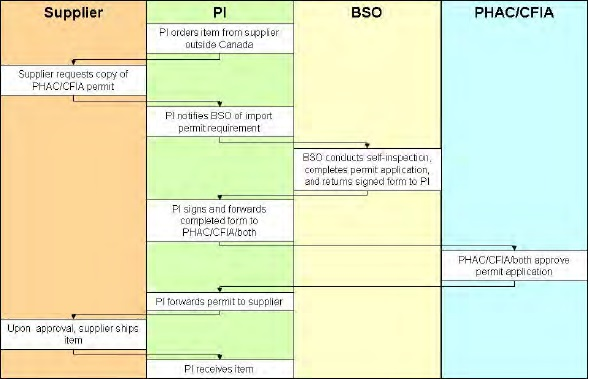 Supplier
PI
BSO
PHAC/CFIA
PI orders item from supplier
outside Canada
Supplier requests copy of
PHAC/CFIA permit
PI notifies BSO of import
permit requirement
BSO conducts self-inspection,
completes permit application,
and returns signed form to PI
PI signs and forwards
completed form to
PHAC/CFIA/both
PHAC/CFIA/both approve
permit application
PI forwards permit to supplier
Upon approval, supplier ships
item
PI receives item